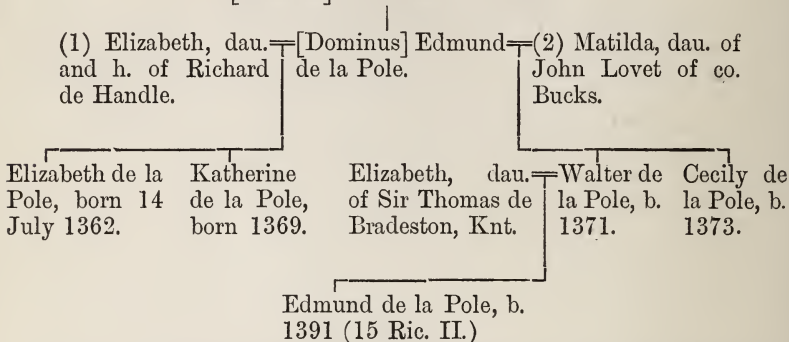 (1) Elizabeth, dau.
and h. of Richard
de Handle.
[Dominus] Edmund
de la Pole.
(2) Matilda, dau. of
John Lovet of co.
Bucks.
Elizabeth de la
Pole, born 14
July 1362.
Katherine
de la Pole,
born 1369.
Elizabeth, dau.
of Sir Thomas de
Bradeston, Knt.
Walter de
la Pole, b.
1371.
Cecily de
la Pole, b.
1373.
Edmund de la Pole, b.
1391 (15 Ric. II.)